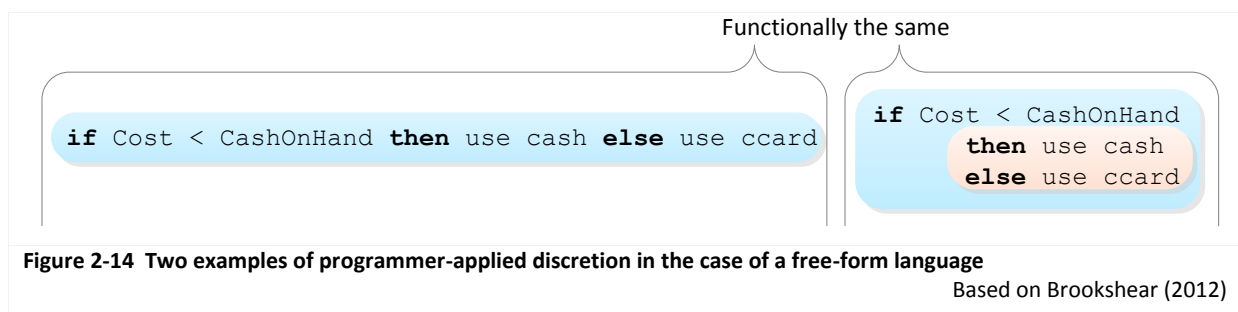 Functionally the same
if Cost < CashOnHand then use cash else use ccard
if Cost < CashOnHand
then use cash
else use ccard
Figure 2-14 Two examples of programmer-applied discretion in the case of a free-form language
Based on Brookshear (2012)